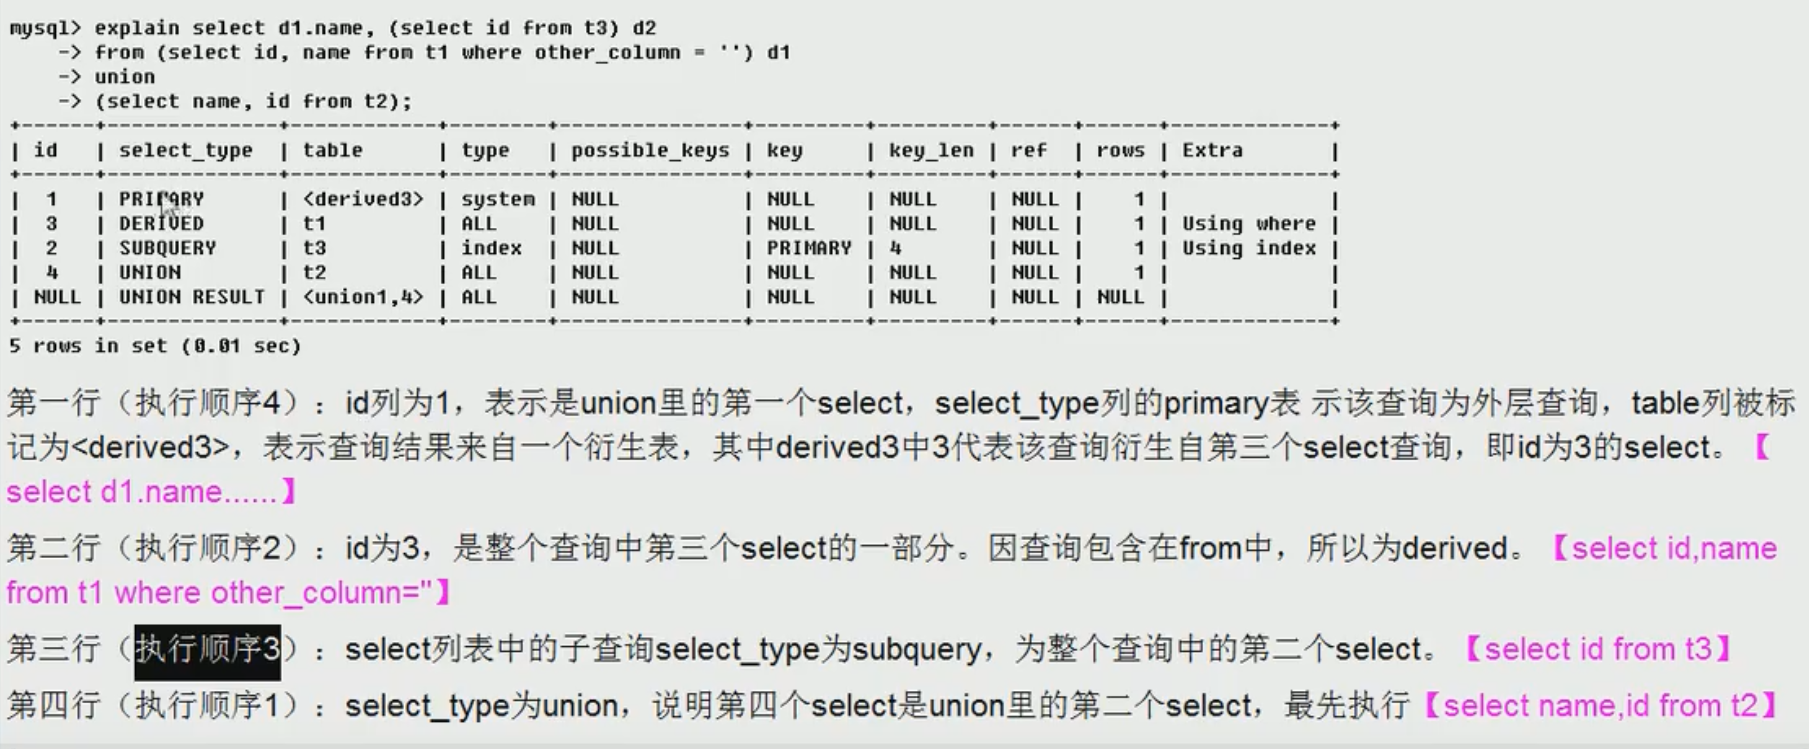 mysql> explain select d1.name, (select id from t3) d2
    -> from (select id, name from t1 where other_column = '') d1
    -> union
    -> (select name, id from t2);
+------+--------------+------------+--------+---------------+---------+---------+------+------+-------------+
| id   | select_type  | table      | type   | possible_keys | key     | key_len | ref  | rows | Extra       |
+------+--------------+------------+--------+---------------+---------+---------+------+------+-------------+
|  1   | PRIMARY      | <derived3> | system | NULL          | NULL    | NULL    | NULL |    1 |             |
|  3   | DERIVED      | t1         | ALL    | NULL          | NULL    | NULL    | NULL |    1 | Using where |
|  2   | SUBQUERY     | t3         | index  | NULL          | PRIMARY | 4       | NULL |    1 | Using index |
|  4   | UNION        | t2         | ALL    | NULL          | NULL    | NULL    | NULL |    1 |             |
| NULL | UNION RESULT | <union1,4> | ALL    | NULL          | NULL    | NULL    | NULL | NULL |             |
+------+--------------+------------+--------+---------------+---------+---------+------+------+-------------+
5 rows in set (0.01 sec)
第一行（执行顺序4）：id列为1，表示是union里的第一个select，select_type列的primary表 示该查询为外层查询，table列被标
记为<derived3>，表示查询结果来自一个衍生表，其中derived3中3代表该查询衍生自第三个select查询，即id为3的select。【
select d1.name......】
第二行（执行顺序2）：id为3，是整个查询中第三个select的一部分。因查询包含在from中，所以为derived。【select id,name
from t1 where other_column=''】
第三行（执行顺序3）：select列表中的子查询select_type为subquery，为整个查询中的第二个select。【select id from t3】
第四行（执行顺序1）：select_type为union，说明第四个select是union里的第二个select，最先执行【select name,id from t2】